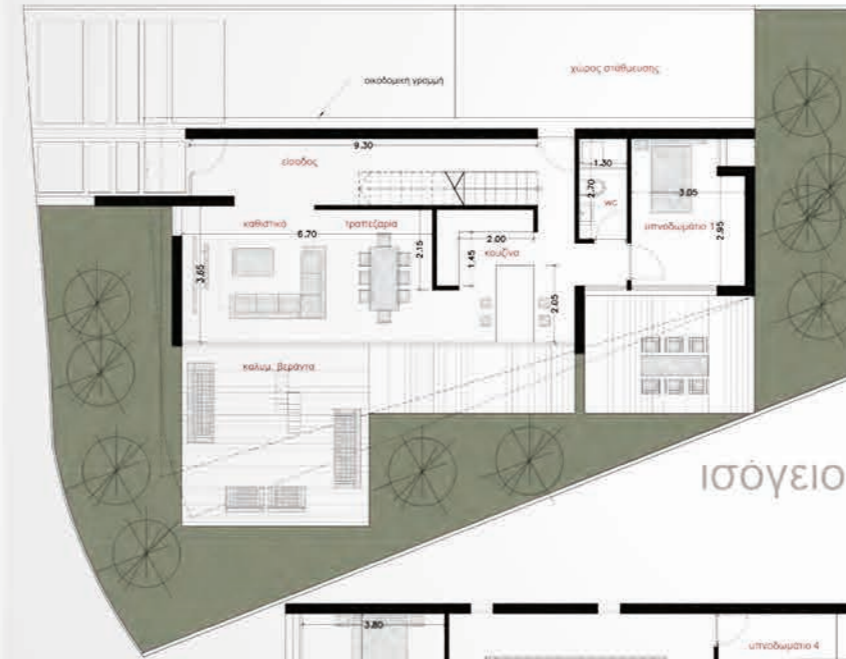 χώρος στάθμευσης
οικοδομική γραμμή
9.30
είσοδος
1.30
2.70
wc
3.05
υπνοδωμάτιο 1
2.95
καθιστικό
τραπεζαρία
6.70
2.15
2.00
κουζίνα
1.45
3.65
2.05
καλυμ. βεράντα
ισόγειο
3.80
υπνοδωμάτιο 4